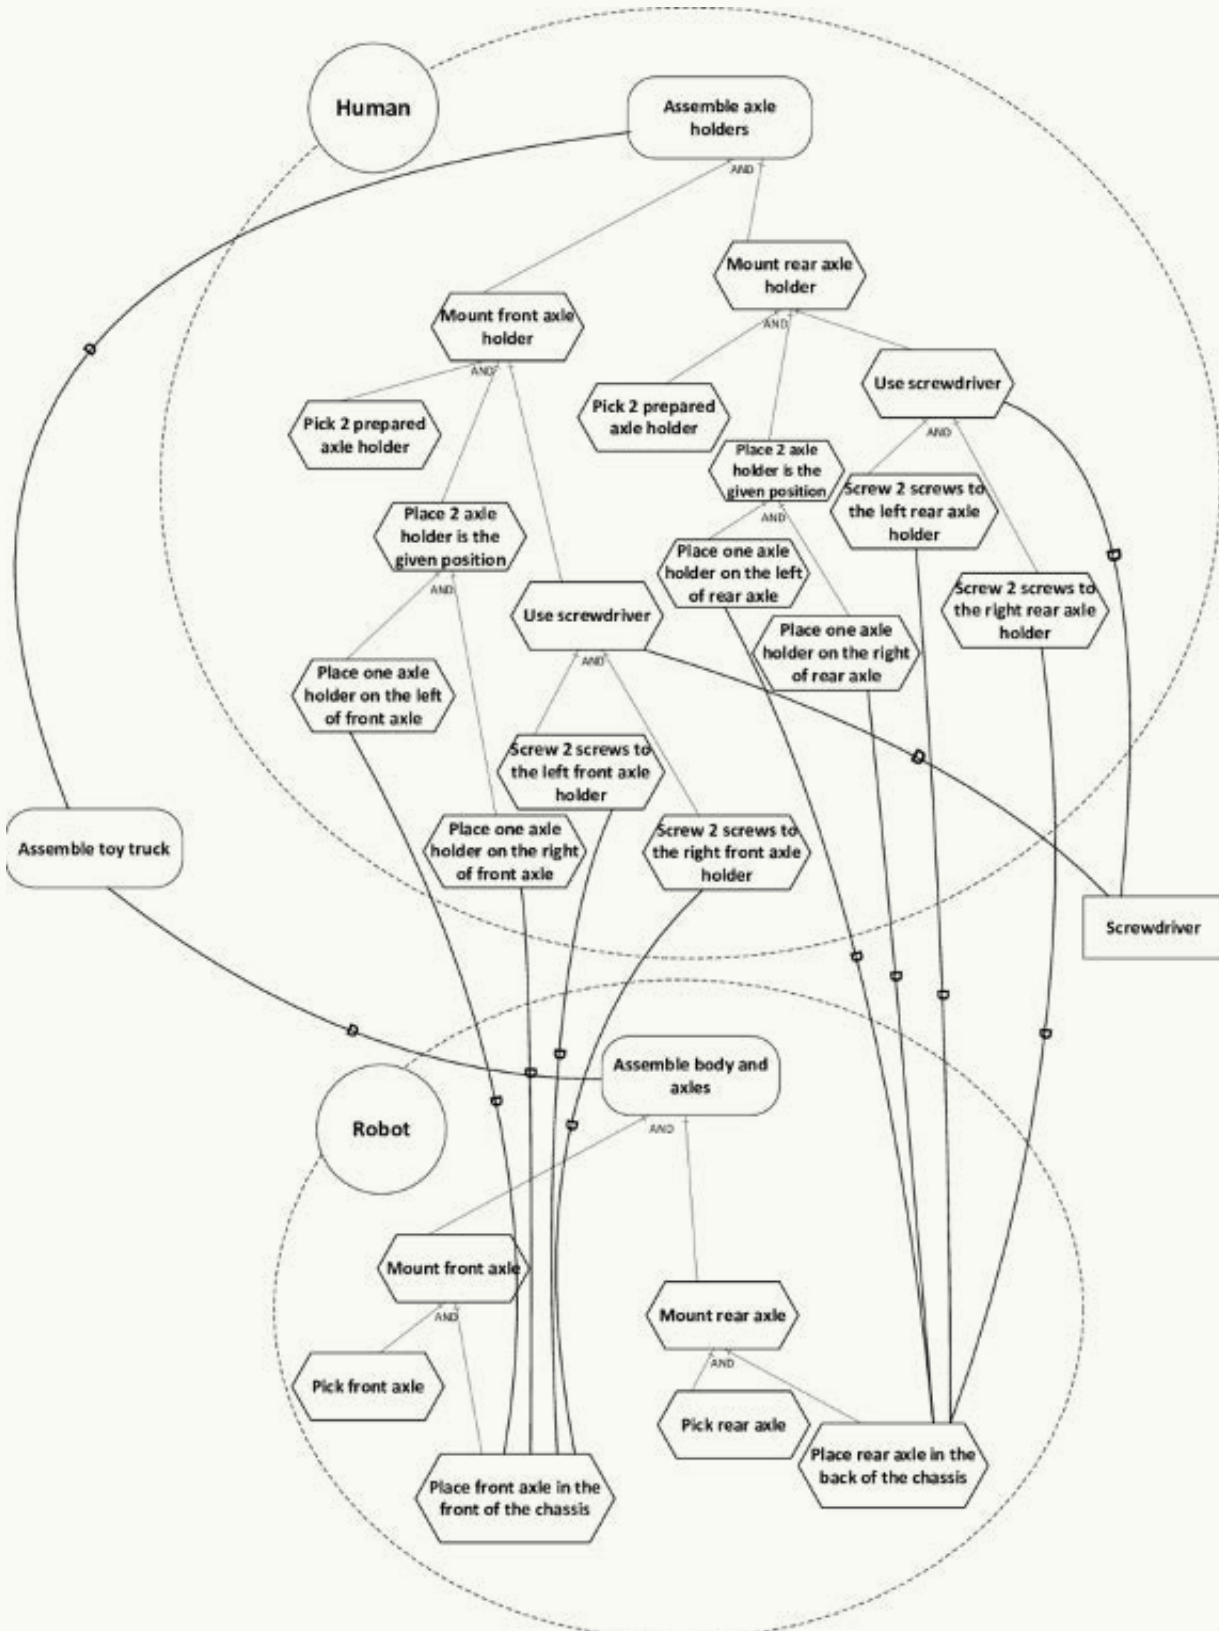 Human
Assemble axle
holders
AND
Mount rear axle
holder
AND
Mount front axle
holder
AND
Use screwdriver
AND
Pick 2 prepared
axle holder
Pick 2 prepared
axle holder
Place 2 axle
holder is the
given position
AND
Screw 2 screws to
the left rear axle
holder
Place 2 axle
holder is the
given position
AND
Place one axle
holder on the left
of rear axle
Screw 2 screws to
the right rear axle
holder
Use screwdriver
AND
Place one axle
holder on the right
of rear axle
Place one axle
holder on the left
of front axle
Screw 2 screws to
the left front axle
holder
Place one axle
holder on the right
of front axle
Screw 2 screws to
the right front axle
holder
Assemble toy truck
Screwdriver
D
D
D
D
D
D
D
D
D
D
D
D
Assemble body and
axles
AND
Robot
Mount front axle
AND
Mount rear axle
AND
Pick front axle
Pick rear axle
Place rear axle in the
back of the chassis
Place front axle in the
front of the chassis